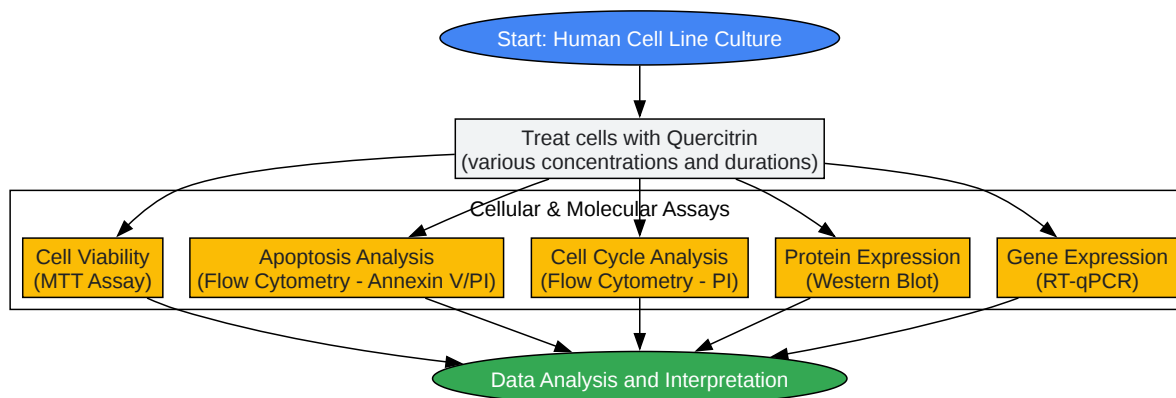 Start: Human Cell Line Culture
Treat cells with Quercitrin
(various concentrations and durations)
Cellular & Molecular Assays
Cell Viability
(MTT Assay)
Apoptosis Analysis
(Flow Cytometry - Annexin V/PI)
Cell Cycle Analysis
(Flow Cytometry - PI)
Protein Expression
(Western Blot)
Gene Expression
(RT-qPCR)
Data Analysis and Interpretation